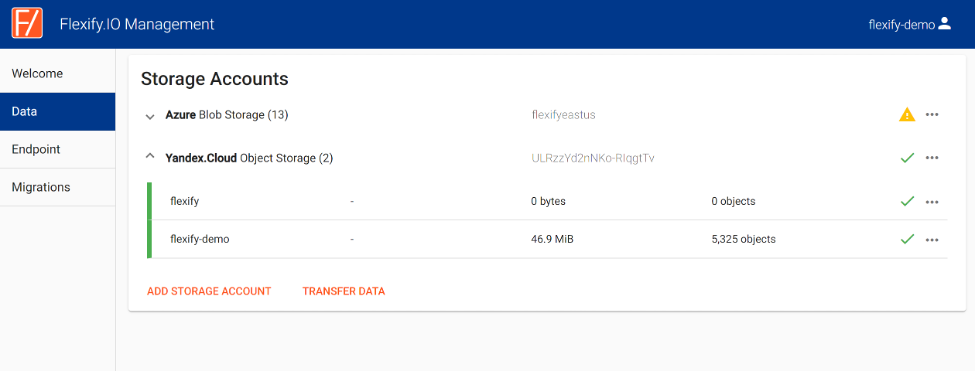 F/ Flexify.IO Management flexify-demo
Welcome
Data
Endpoint
Migrations
Storage Accounts
Azure Blob Storage (13) flexifyeastus
Yandex.Cloud Object Storage (2) ULRzzYd2nNKo-RIqgtTv
flexify - 0 bytes 0 objects
flexify-demo - 46.9 MiB 5,325 objects
ADD STORAGE ACCOUNT TRANSFER DATA